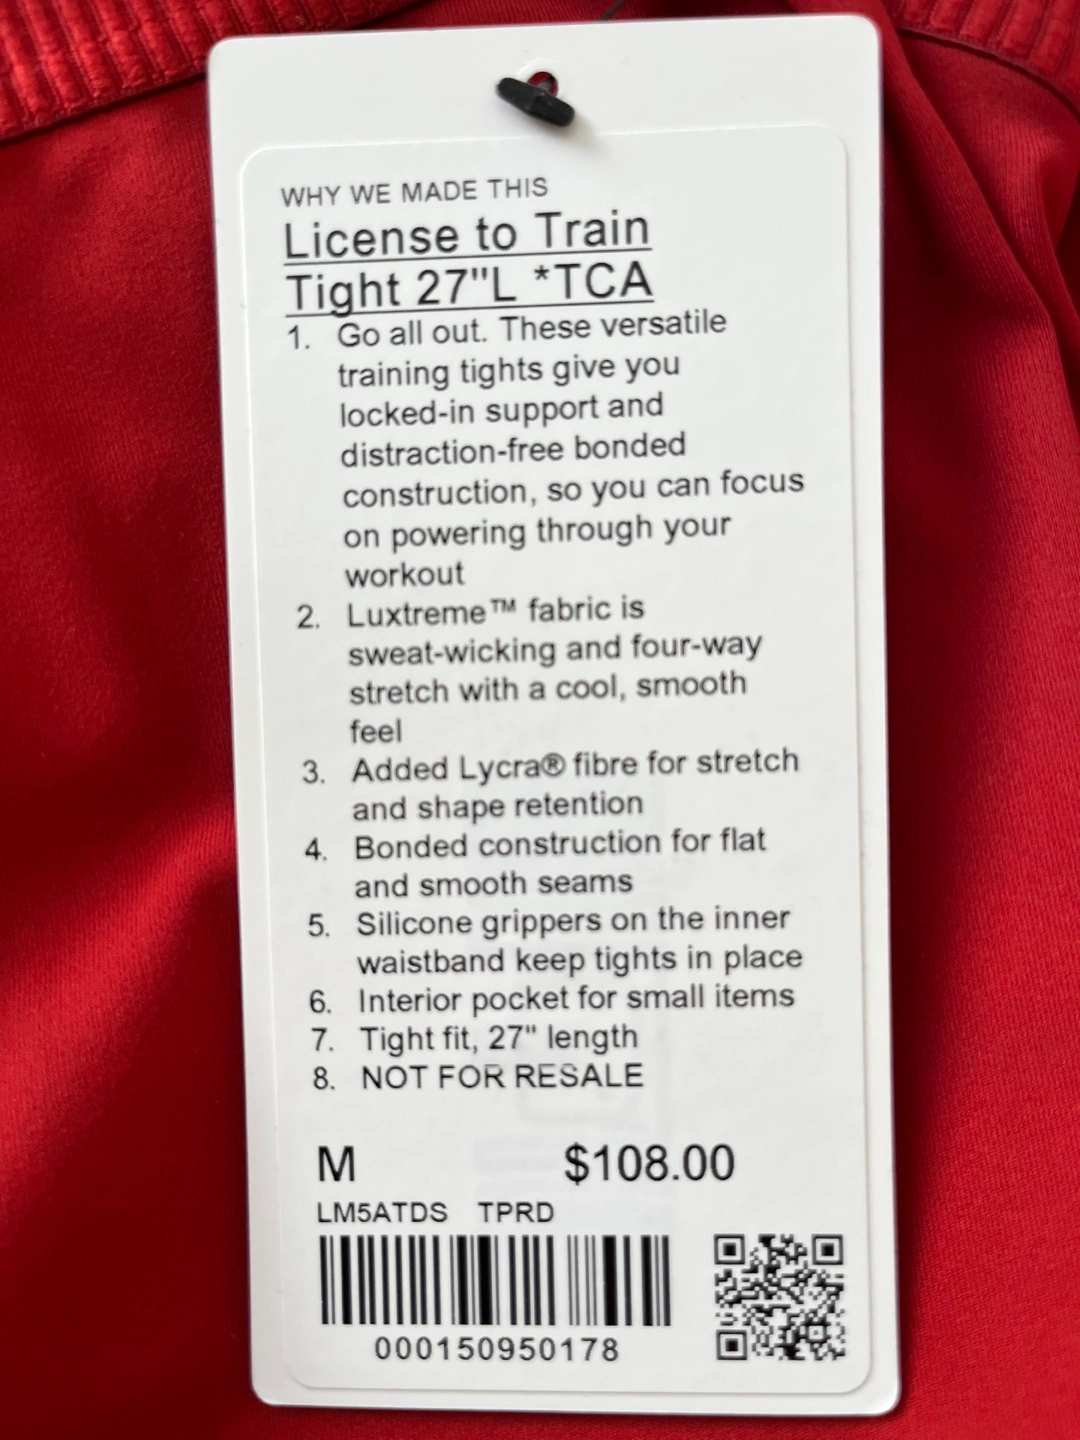 WHY WE MADE THIS
License to Train
Tight 27"L *TCA
1. Go all out. These versatile
training tights give you
locked-in support and
distraction-free bonded
construction, so you can focus
on powering through your
workout
2. Luxtreme™ fabric is
sweat-wicking and four-way
stretch with a cool, smooth
feel
3. Added Lycra® fibre for stretch
and shape retention
4. Bonded construction for flat
and smooth seams
5. Silicone grippers on the inner
waistband keep tights in place
6. Interior pocket for small items
7. Tight fit, 27" length
8. NOT FOR RESALE
M $108.00
LM5ATDS TPRD
000150950178